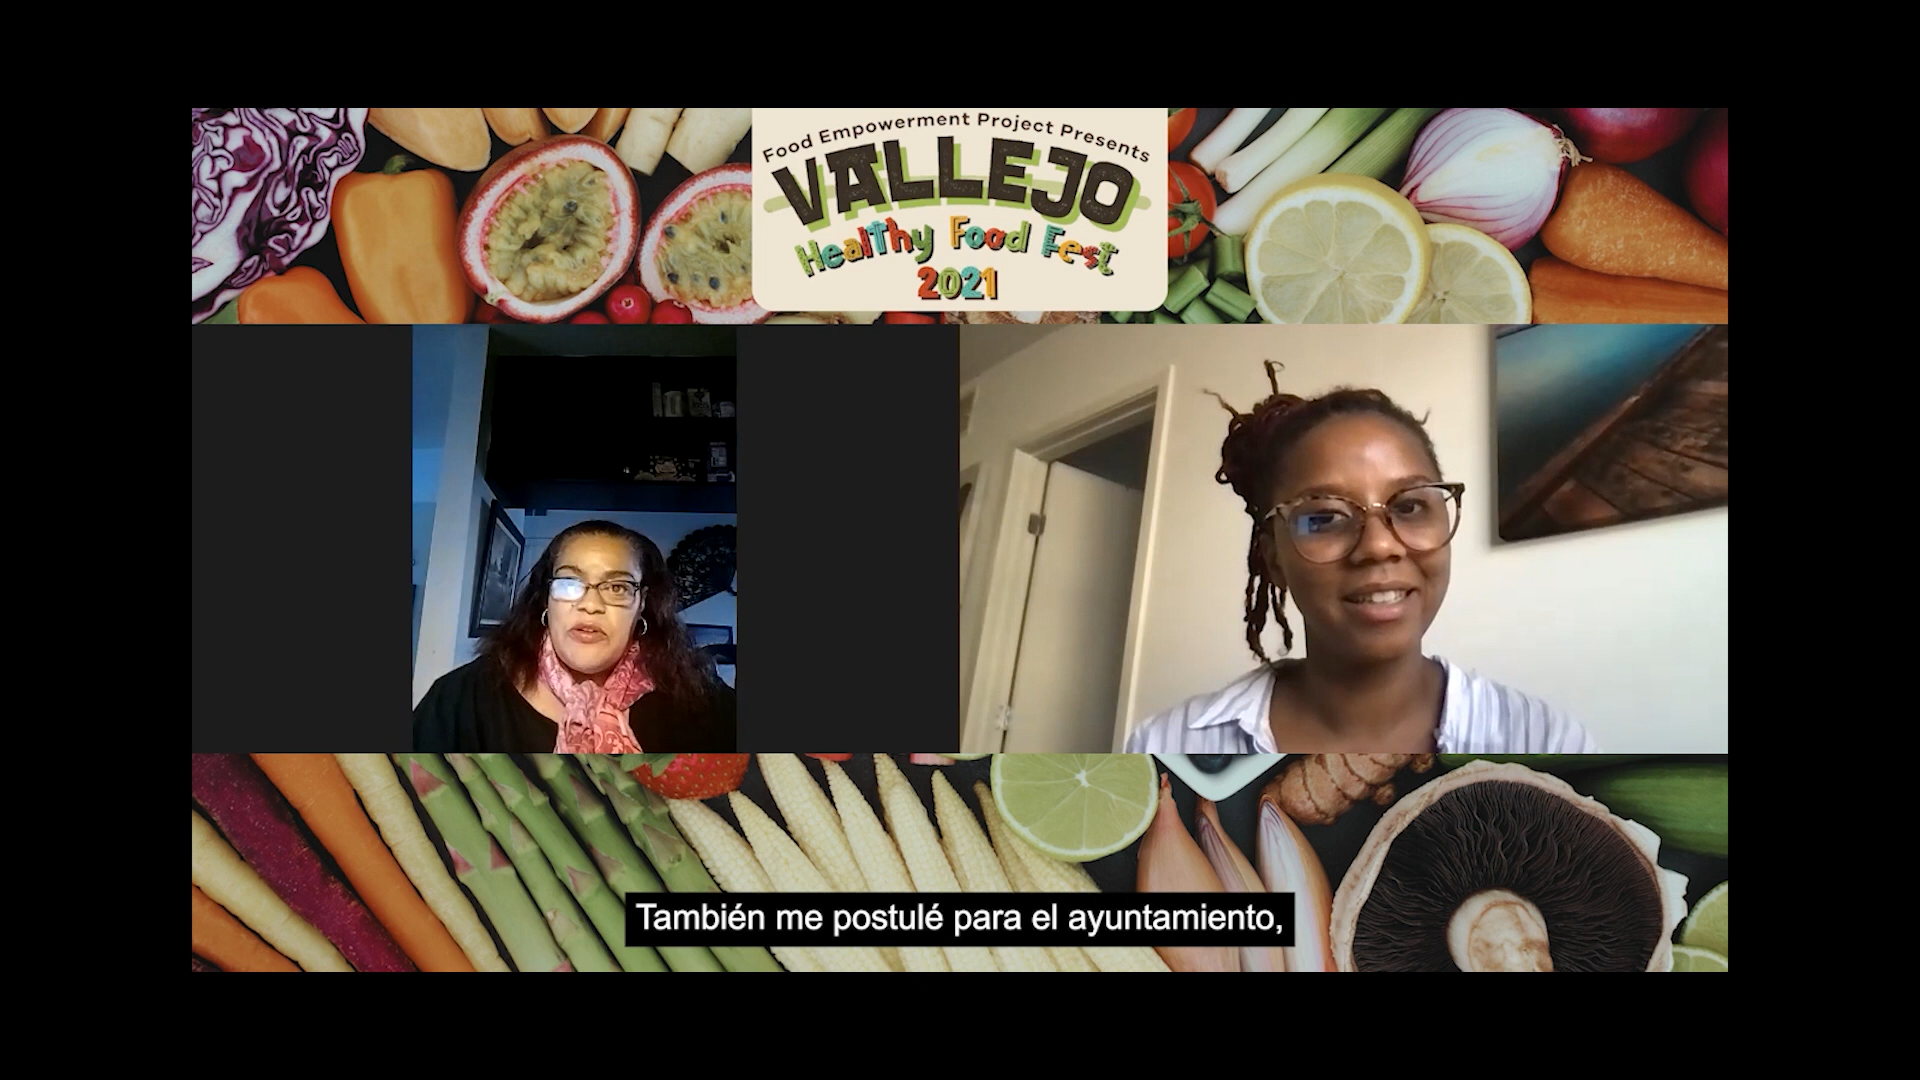 Food Empowerment Project Presents
VALLEJO
Healthy Food Fest
2021
También me postulé para el ayuntamiento,